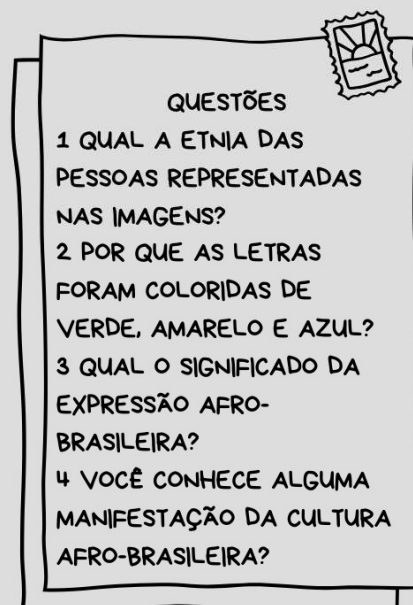 QUESTÕES
1 QUAL A ETNIA DAS
PESSOAS REPRESENTADAS
NAS IMAGENS?
2 POR QUE AS LETRAS
FORAM COLORIDAS DE
VERDE, AMARELO E AZUL?
3 QUAL O SIGNIFICADO DA
EXPRESSÃO AFRO-
BRASILEIRA?
4 VOCÊ CONHECE ALGUMA
MANIFESTAÇÃO DA CULTURA
AFRO-BRASILEIRA?